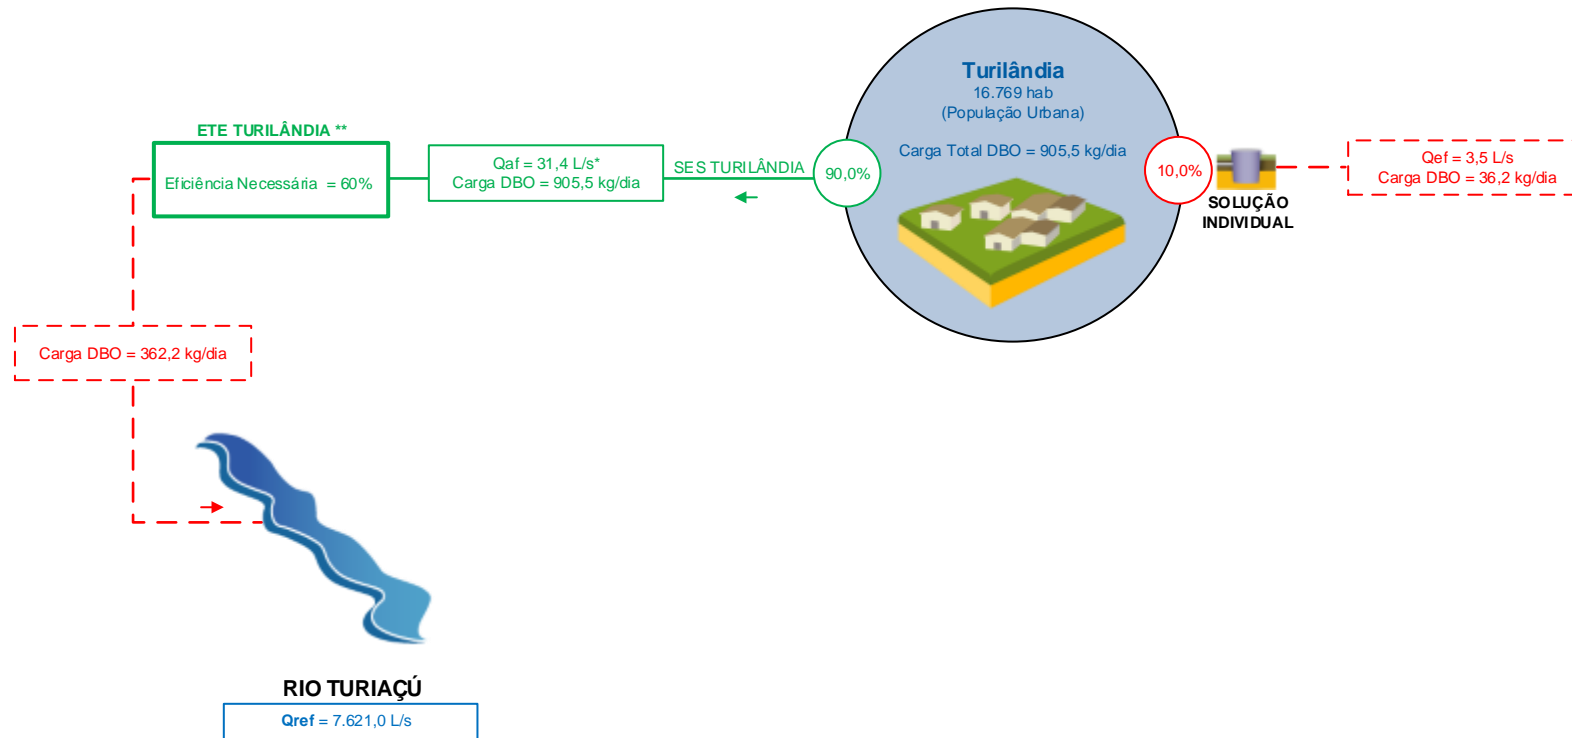 Turilândia
16.769 hab
(População Urbana)
Carga Total DBO = 905,5 kg/dia
ETE TURILÂNDIA **
Eficiência Necessária = 60%
Qaf = 31,4 L/s*
Carga DBO = 905,5 kg/dia
SES TURILÂNDIA
90,0%
10,0%
SOLUÇÃO
INDIVIDUAL
Qef = 3,5 L/s
Carga DBO = 36,2 kg/dia
Carga DBO = 362,2 kg/dia
RIO TURIAÇÚ
Qref = 7.621,0 L/s